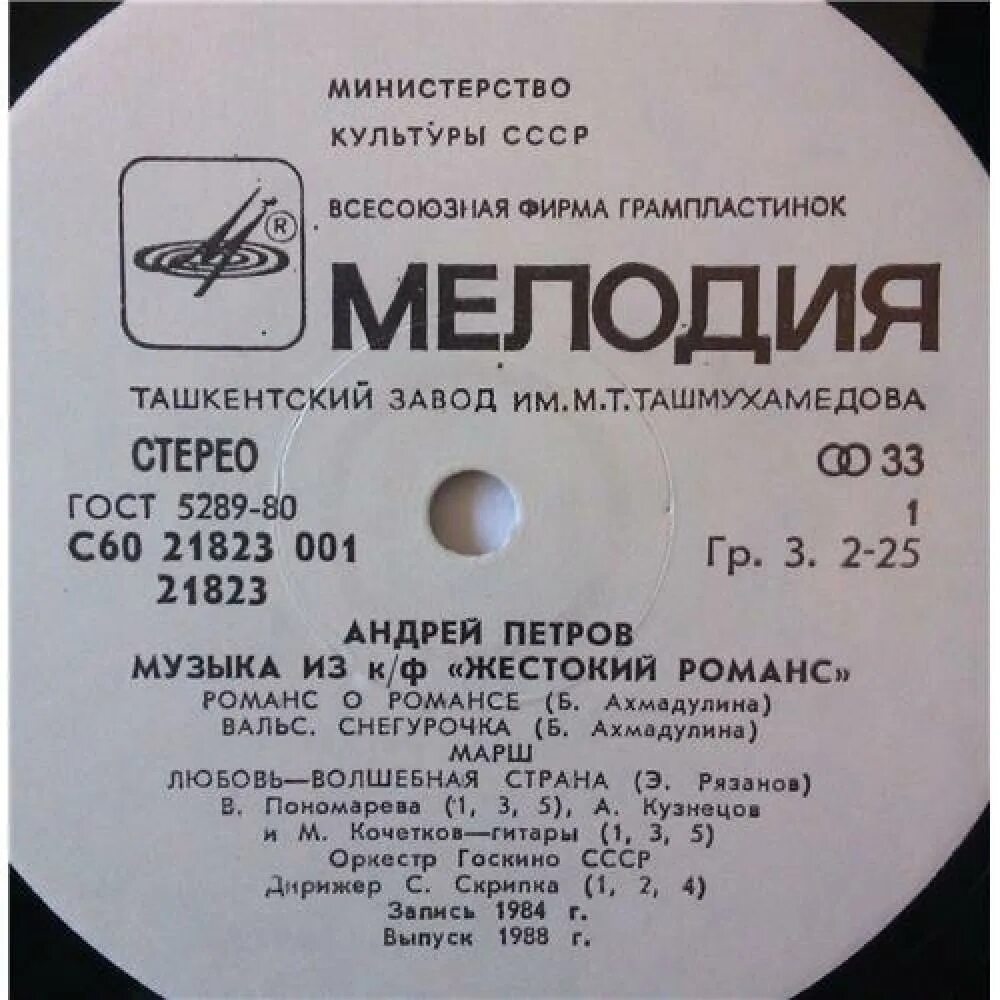 МИНИСТЕРСТВО
КУЛЬТУРЫ СССР
ВСЕСОЮЗНАЯ ФИРМА ГРАМПЛАСТИНОК
®
МЕЛОДИЯ
ТАШКЕНТСКИЙ ЗАВОД ИМ.М.Т.ТАШМУХАМЕДОВА
СТЕРЕО
33
ГОСТ 5289-80
1
С60 21823 001
Гр. 3. 2-25
21823
АНДРЕЙ ПЕТРОВ
МУЗЫКА ИЗ к/ф «ЖЕСТОКИЙ РОМАНС»
РОМАНС О РОМАНСЕ (Б. Ахмадулина)
ВАЛЬС. СНЕГУРОЧКА (Б. Ахмадулина)
МАРШ
ЛЮБОВЬ—ВОЛШЕБНАЯ СТРАНА (Э. Рязанов)
В. Пономарева (1, 3, 5), А. Кузнецов
и М. Кочетков—гитары (1, 3, 5)
Оркестр Госкино СССР
Дирижер С. Скрипка (1, 2, 4)
Запись 1984 г.
Выпуск 1988 г.